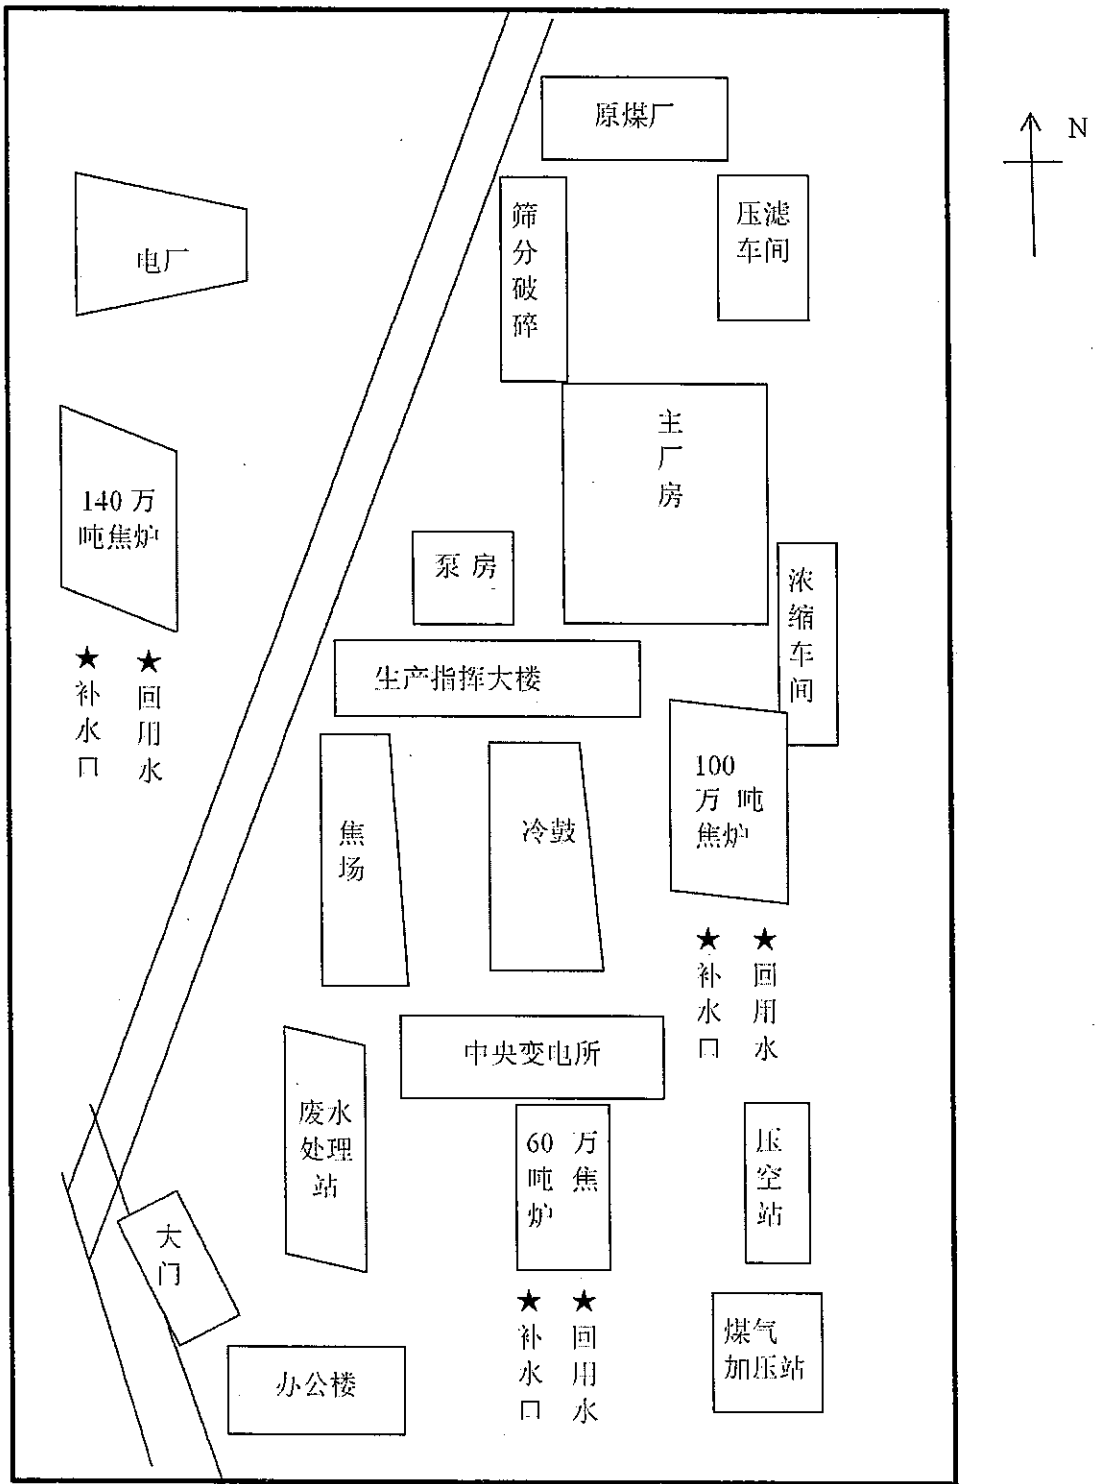 原煤厂
N
筛
分
破
碎
压滤
车间
电厂
主
厂
房
140 万
吨焦炉
泵 房
浓
缩
车
间
生产指挥大楼
★
补
水
口
★
回
用
水
100
万 吨
焦炉
焦
场
冷鼓
★
补
水
口
★
回
用
水
中央变电所
废水
处理
站
60 万
吨 焦
炉
压
空
站
大
门
★
补
水
口
★
回
用
水
煤气
加压站
办公楼